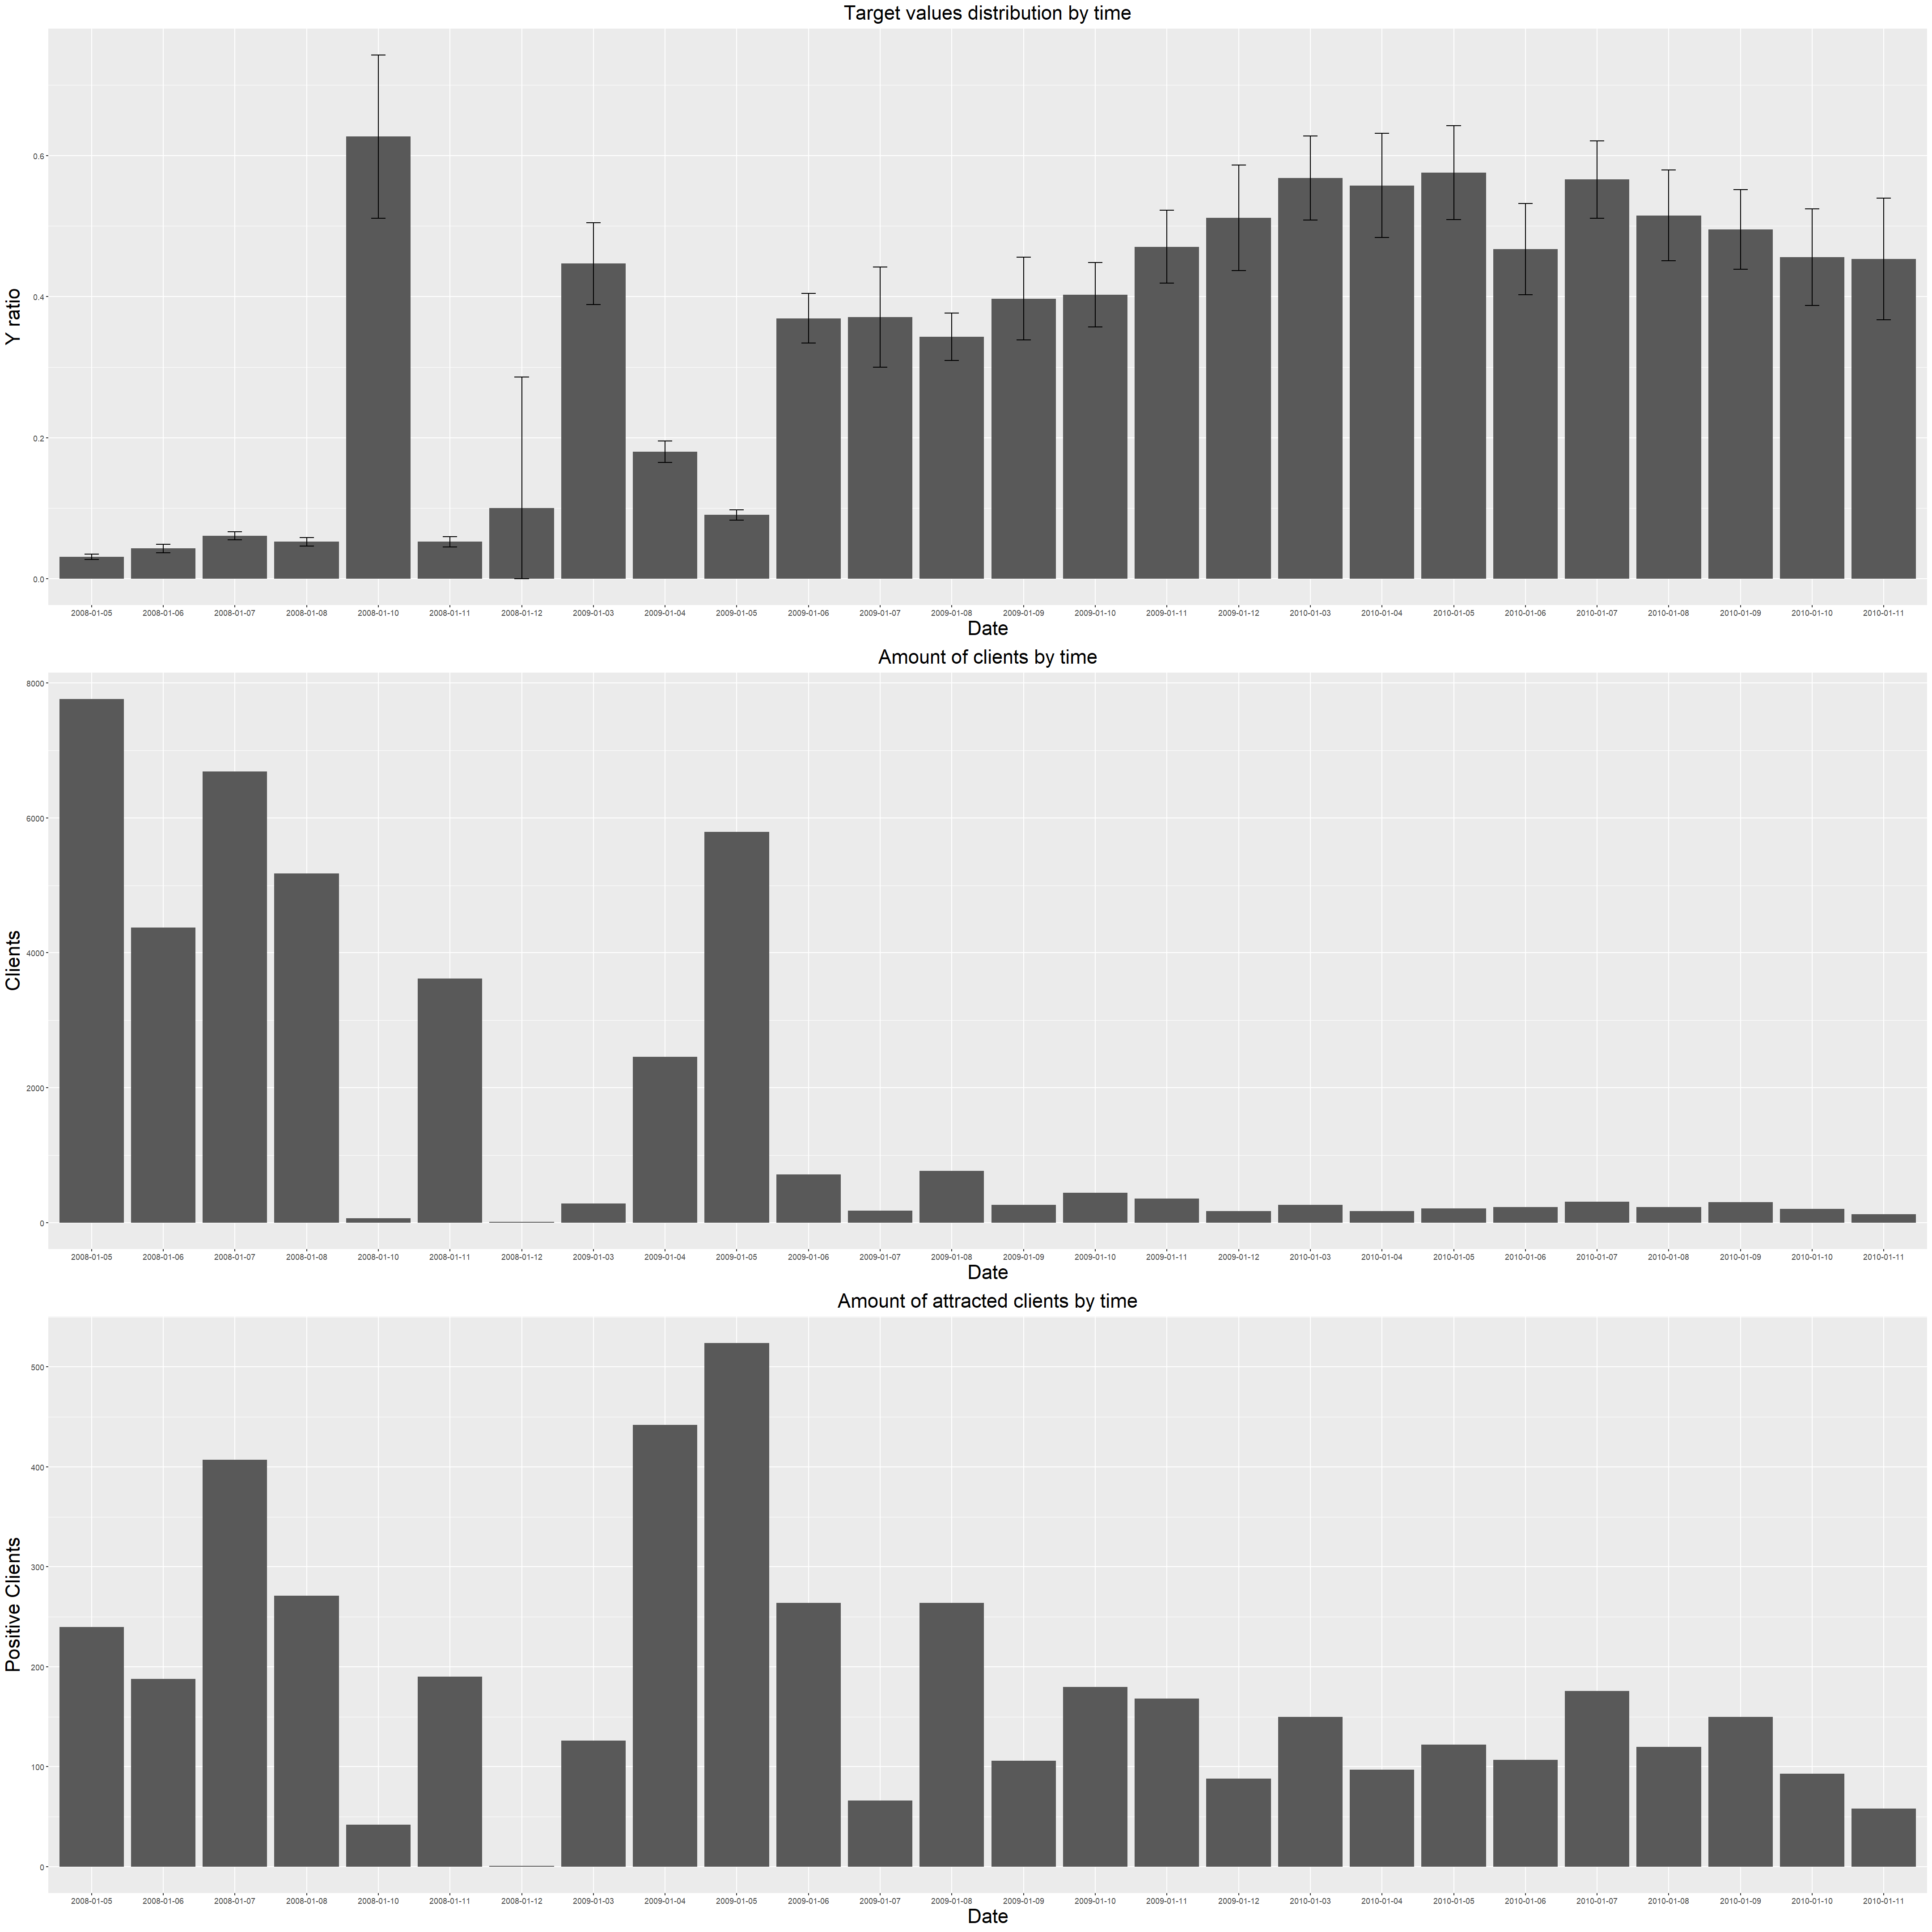 Target values distribution by time
Y ratio
0.6
0.4
0.2
0.0
2008-01-05 2008-01-06 2008-01-07 2008-01-08 2008-01-10 2008-01-11 2008-01-12 2009-01-03 2009-01-04 2009-01-05 2009-01-06 2009-01-07 2009-01-08 2009-01-09 2009-01-10 2009-01-11 2009-01-12 2010-01-03 2010-01-04 2010-01-05 2010-01-06 2010-01-07 2010-01-08 2010-01-09 2010-01-10 2010-01-11
Date
Amount of clients by time
Clients
8000
6000
4000
2000
0
2008-01-05 2008-01-06 2008-01-07 2008-01-08 2008-01-10 2008-01-11 2008-01-12 2009-01-03 2009-01-04 2009-01-05 2009-01-06 2009-01-07 2009-01-08 2009-01-09 2009-01-10 2009-01-11 2009-01-12 2010-01-03 2010-01-04 2010-01-05 2010-01-06 2010-01-07 2010-01-08 2010-01-09 2010-01-10 2010-01-11
Date
Amount of attracted clients by time
Positive Clients
500
400
300
200
100
0
2008-01-05 2008-01-06 2008-01-07 2008-01-08 2008-01-10 2008-01-11 2008-01-12 2009-01-03 2009-01-04 2009-01-05 2009-01-06 2009-01-07 2009-01-08 2009-01-09 2009-01-10 2009-01-11 2009-01-12 2010-01-03 2010-01-04 2010-01-05 2010-01-06 2010-01-07 2010-01-08 2010-01-09 2010-01-10 2010-01-11
Date